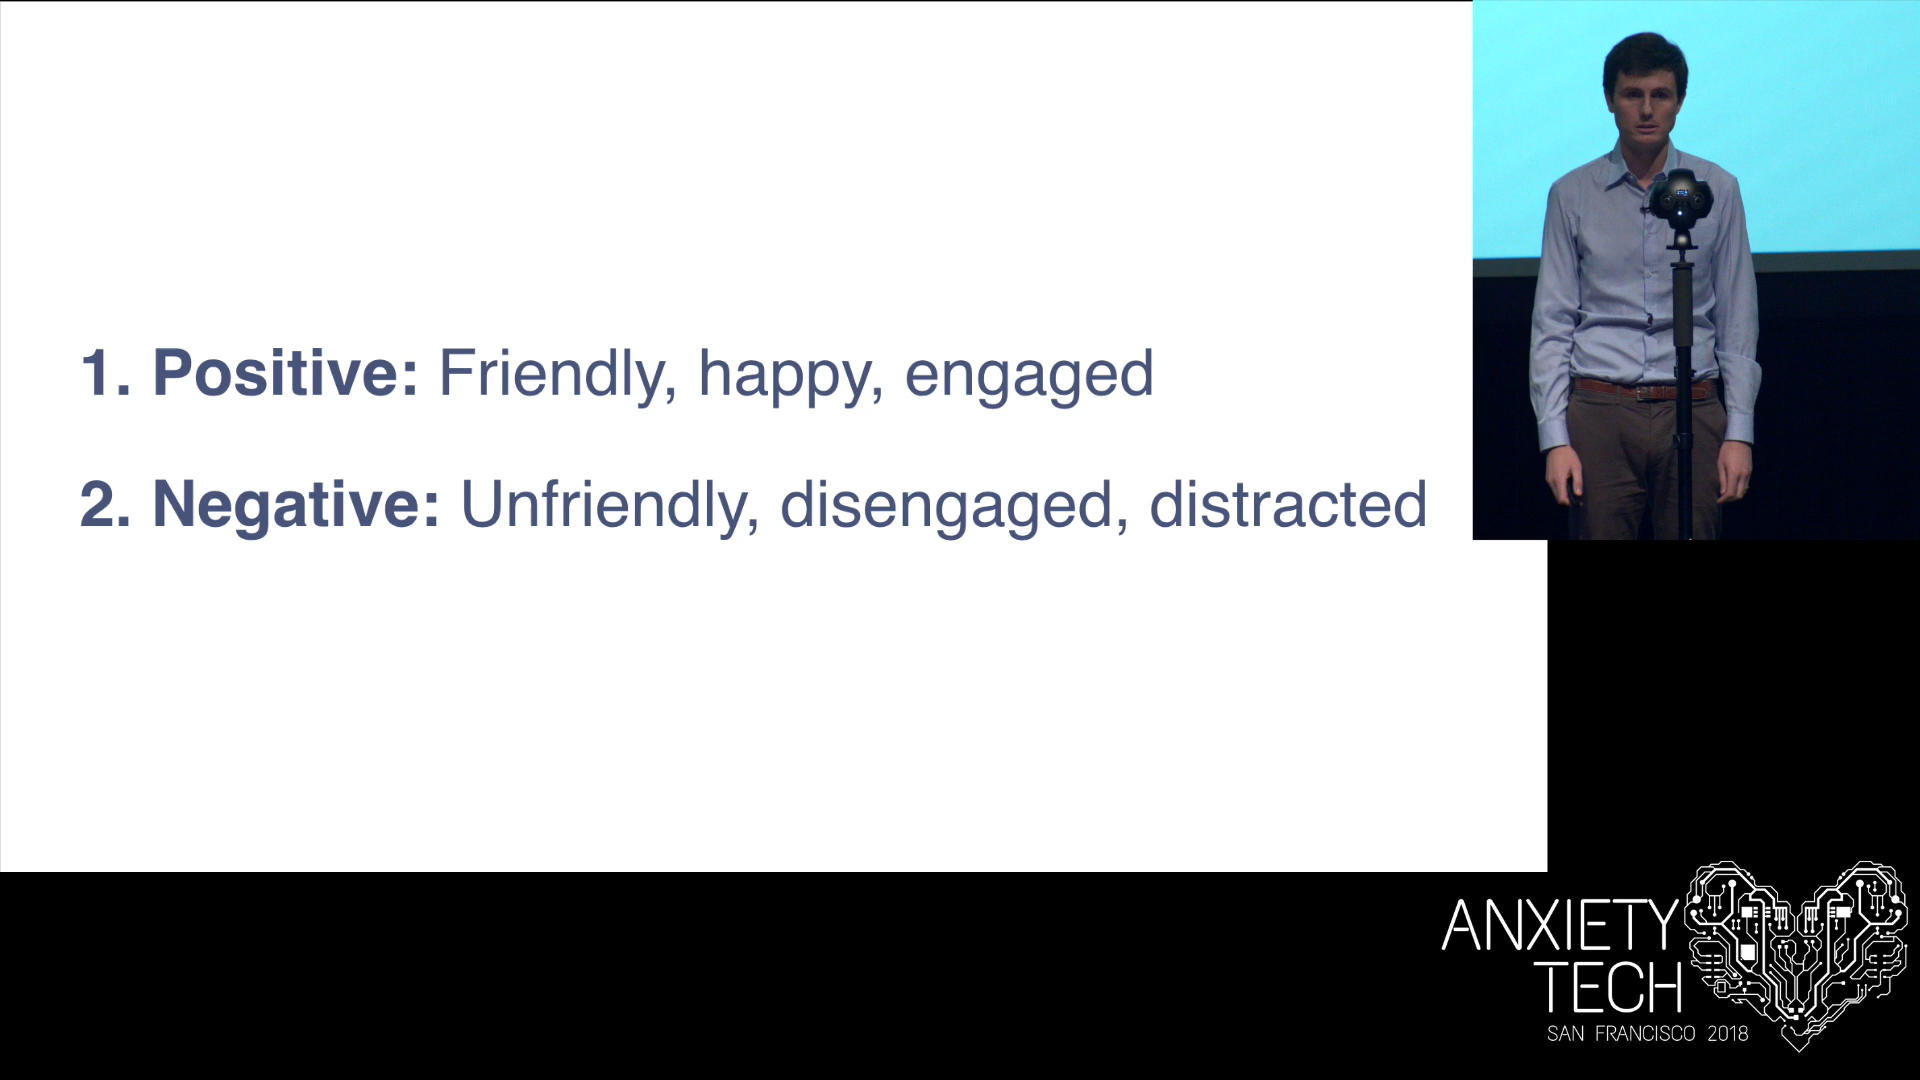 1. Positive: Friendly, happy, engaged
2. Negative: Unfriendly, disengaged, distracted
ANXIETY
TECH
SAN FRANCISCO 2018